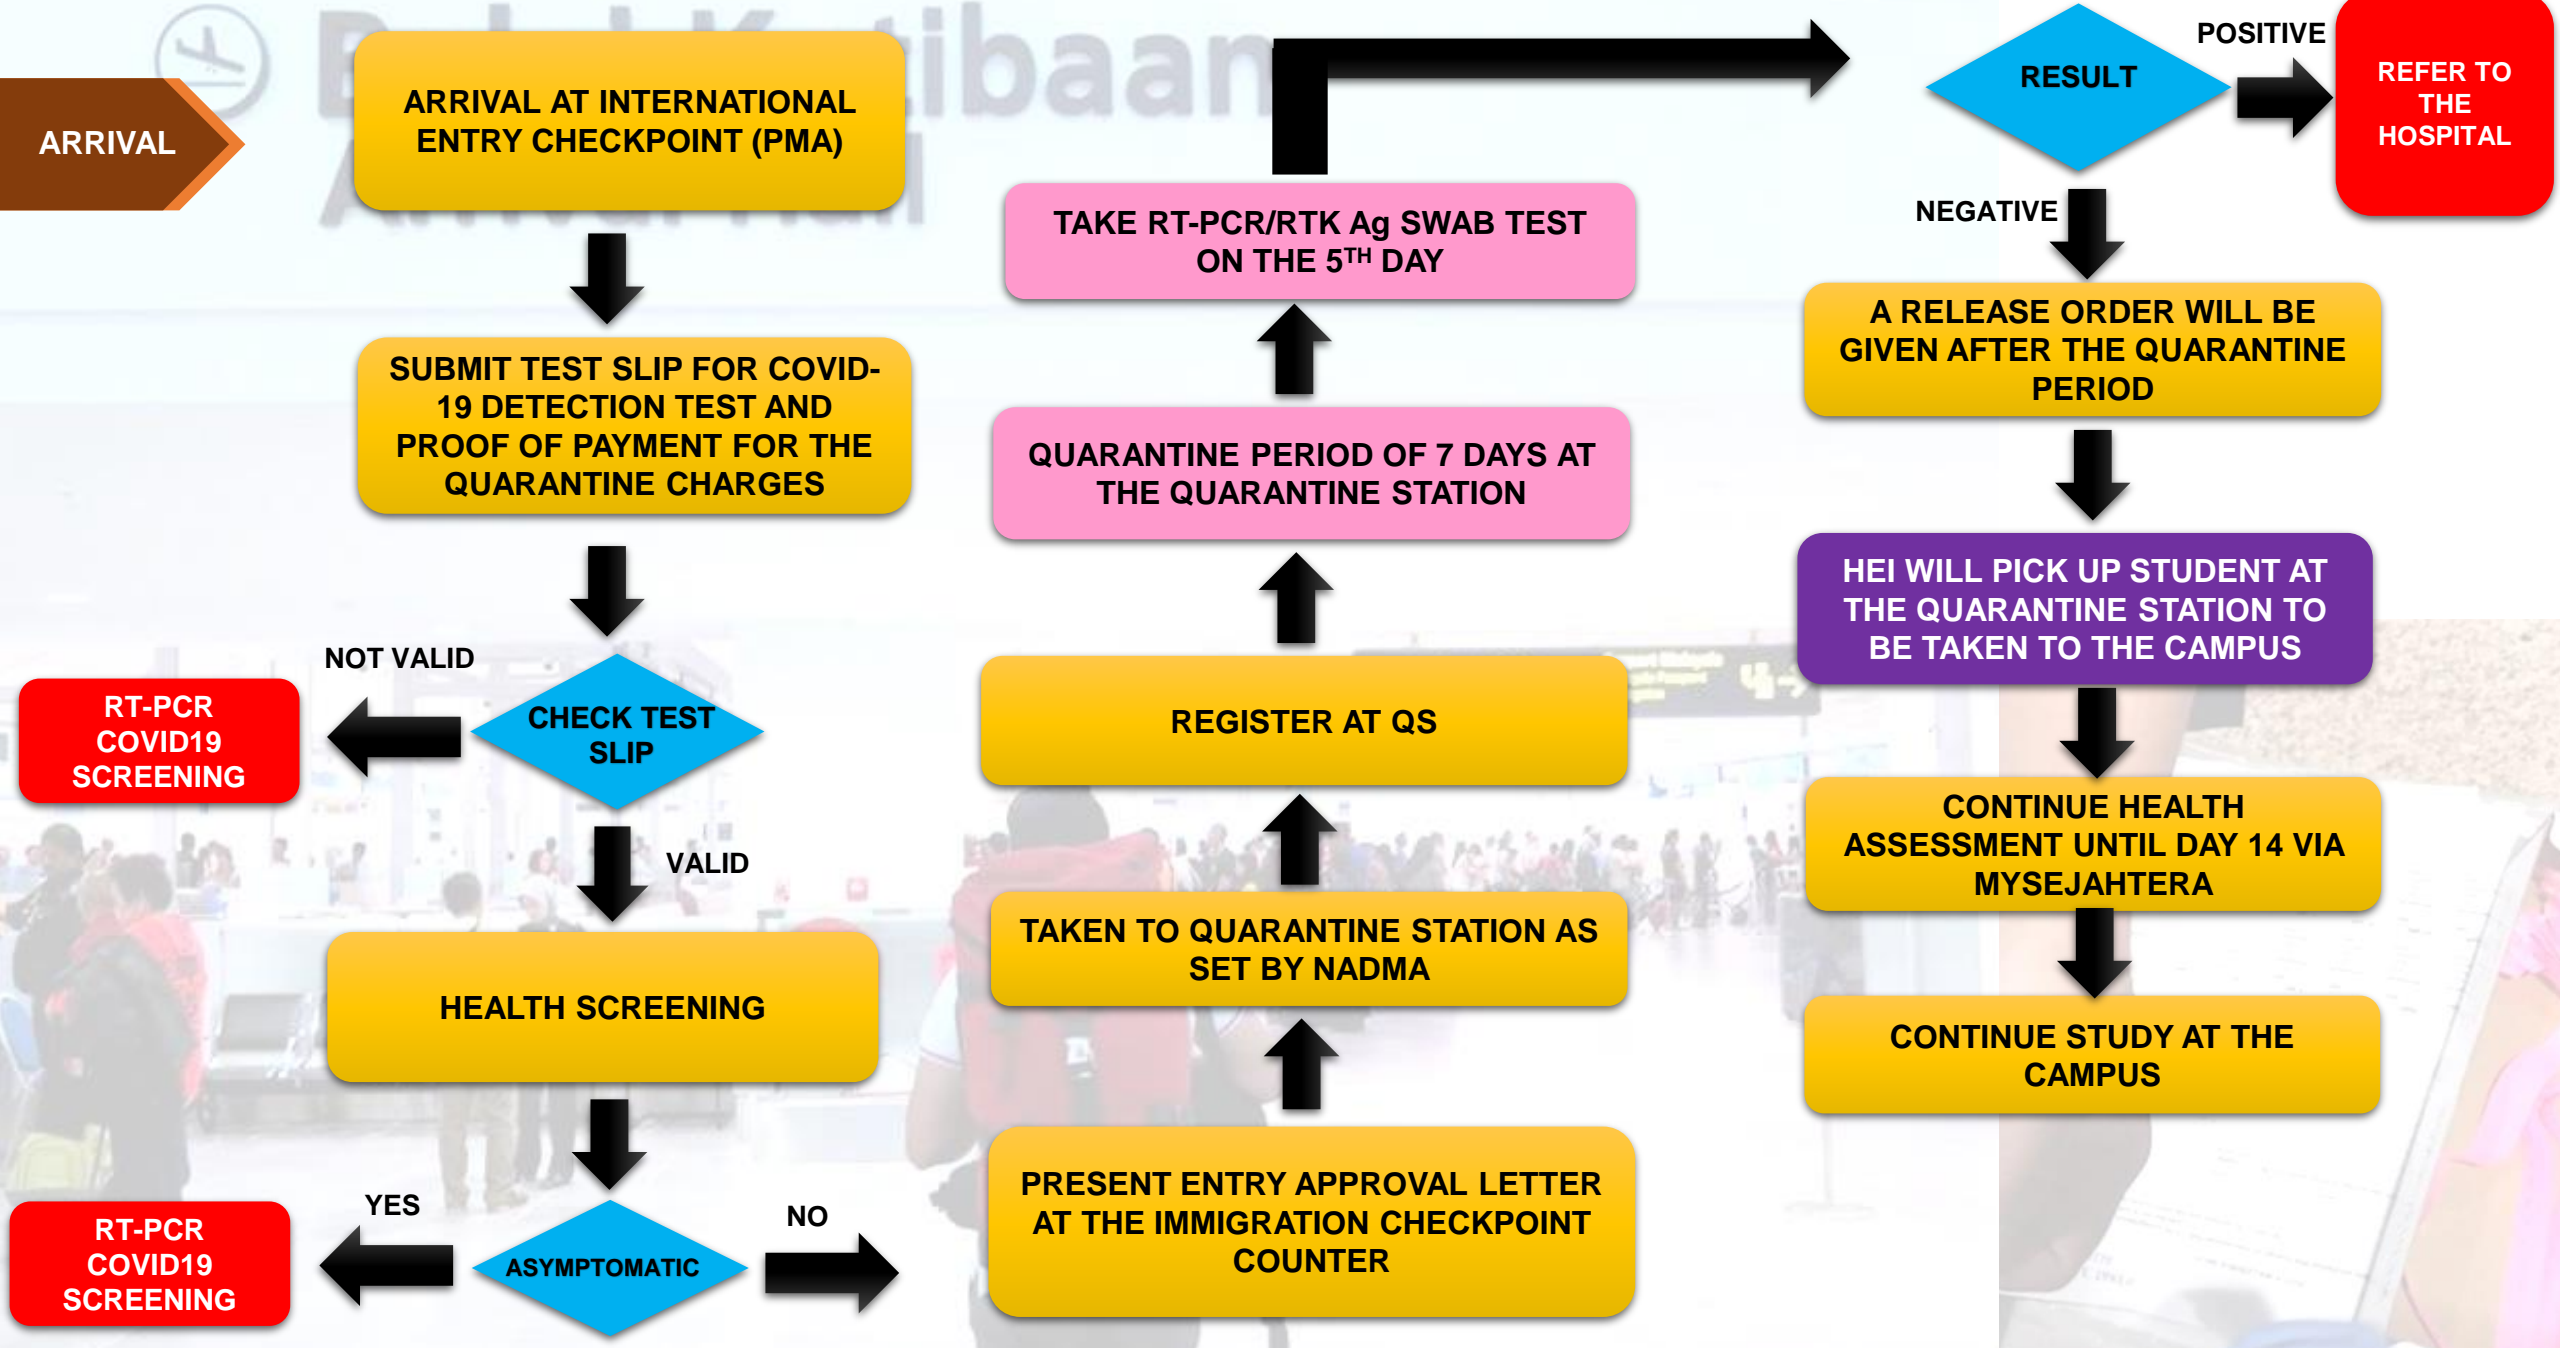 ARRIVAL
ARRIVAL AT INTERNATIONAL
ENTRY CHECKPOINT (PMA)
SUBMIT TEST SLIP FOR COVID-
19 DETECTION TEST AND
PROOF OF PAYMENT FOR THE
QUARANTINE CHARGES
NOT VALID
CHECK TEST
SLIP
RT-PCR
COVID19
SCREENING
VALID
HEALTH SCREENING
YES
ASYMPTOMATIC
NO
RT-PCR
COVID19
SCREENING
PRESENT ENTRY APPROVAL LETTER
AT THE IMMIGRATION CHECKPOINT
COUNTER
TAKEN TO QUARANTINE STATION AS
SET BY NADMA
REGISTER AT QS
QUARANTINE PERIOD OF 7 DAYS AT
THE QUARANTINE STATION
TAKE RT-PCR/RTK Ag SWAB TEST
ON THE 5TH DAY
RESULT
POSITIVE
REFER TO
THE
HOSPITAL
NEGATIVE
A RELEASE ORDER WILL BE
GIVEN AFTER THE QUARANTINE
PERIOD
HEI WILL PICK UP STUDENT AT
THE QUARANTINE STATION TO
BE TAKEN TO THE CAMPUS
CONTINUE HEALTH
ASSESSMENT UNTIL DAY 14 VIA
MYSEJAHTERA
CONTINUE STUDY AT THE
CAMPUS